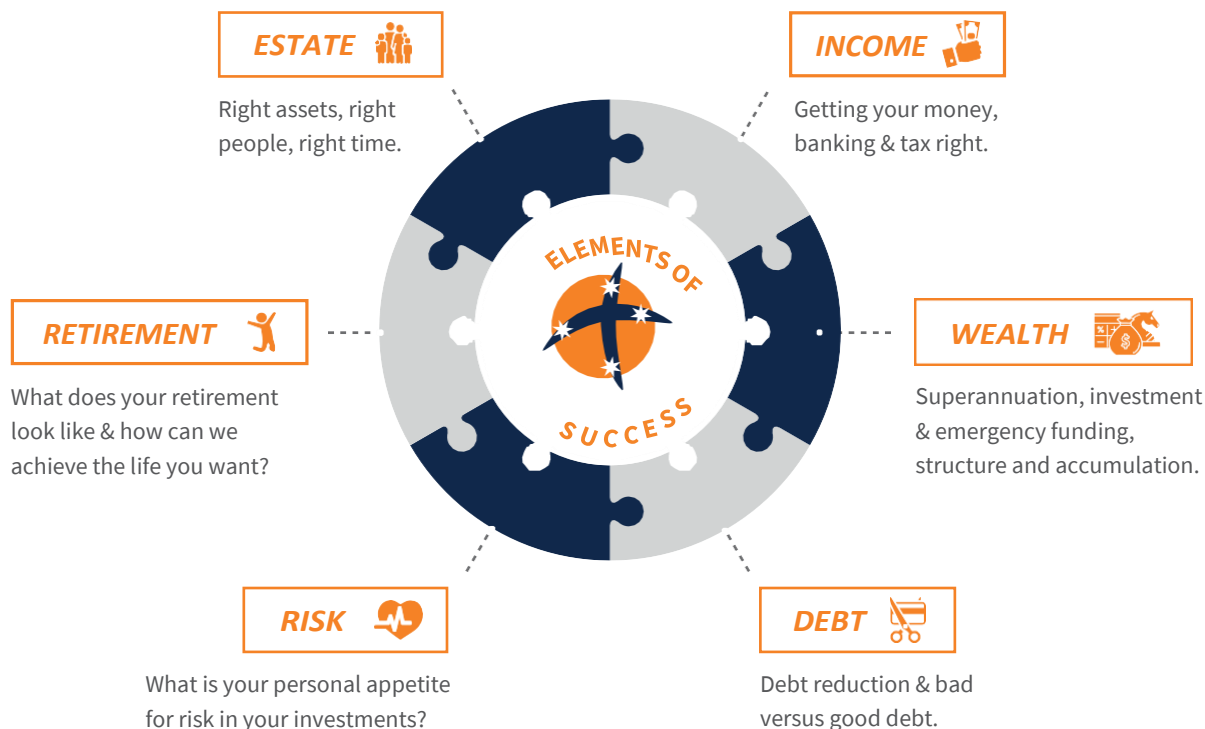 ESTATE
Right assets, right
people, right time.
INCOME
Getting your money,
banking & tax right.
ELEMENTS OF
SUCCESS
RETIREMENT
What does your retirement
look like & how can we
achieve the life you want?
WEALTH
$
Superannuation, investment
& emergency funding,
structure and accumulation.
RISK
What is your personal appetite
for risk in your investments?
DEBT
Debt reduction & bad
versus good debt.